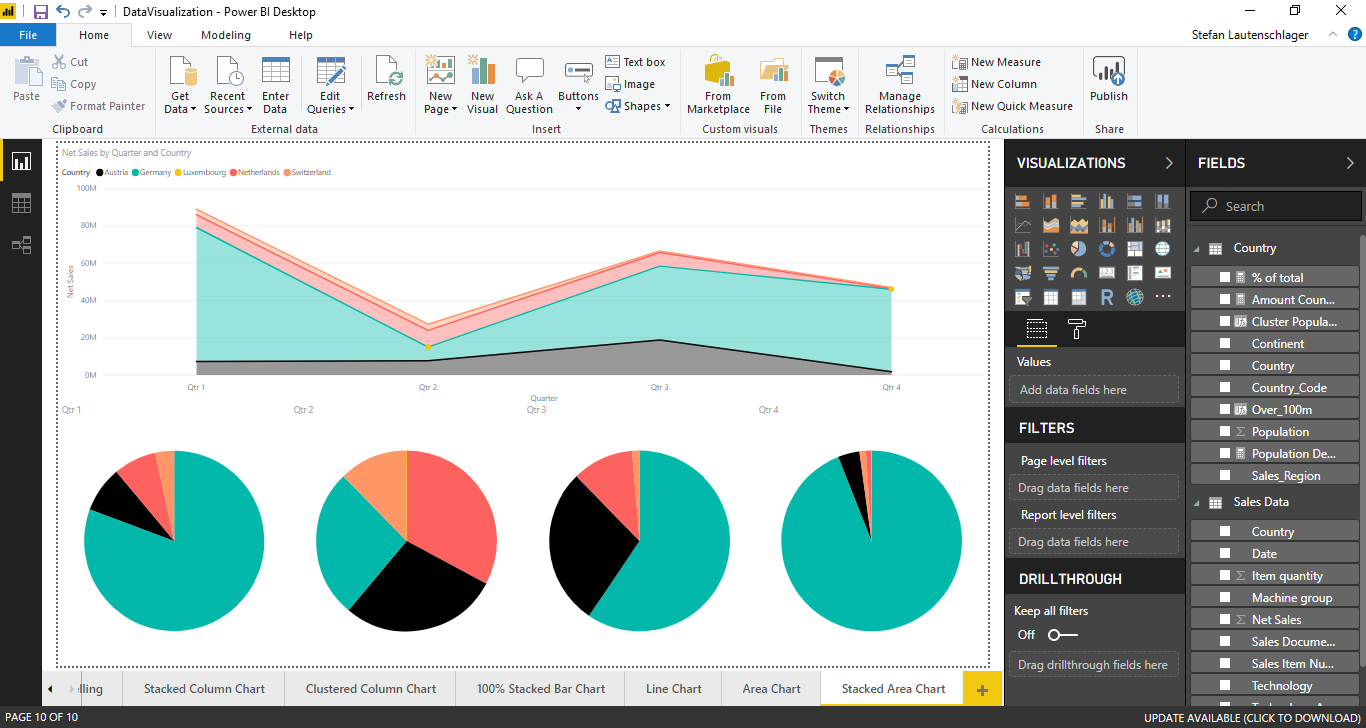 DataVisualization - Power BI Desktop
File Home View Modeling Help Stefan Lautenschlager ?
Paste Cut Copy Format Painter
Get Data Recent Sources Enter Data Edit Queries Refresh
New Page New Visual Ask A Question Buttons Text box Image Shapes
From Marketplace From File Switch Theme Manage Relationships
New Measure New Column New Quick Measure Publish
Clipboard External data Insert Custom visuals Themes Relationships Calculations Share
Net Sales by Quarter and Country
Country Austria Germany Luxembourg Netherlands Switzerland
100M
80M
60M
40M
20M
0M
Net Sales
Qtr 1 Qtr 2 Qtr 3 Qtr 4
Quarter
Qtr 1 Qtr 2 Qtr 3 Qtr 4
VISUALIZATIONS
R
Values
Add data fields here
FILTERS
Page level filters
Drag data fields here
Report level filters
Drag data fields here
DRILLTHROUGH
Keep all filters
Off
Drag drillthrough fields here
FIELDS
Search
Country
% of total
Amount Coun...
Cluster Popula...
Continent
Country
Country_Code
Over_100m
Σ Population
Population De...
Sales_Region
Sales Data
Country
Date
Σ Item quantity
Machine group
Σ Net Sales
Sales Docume...
Sales Item Nu...
Technology
elling Stacked Column Chart Clustered Column Chart 100% Stacked Bar Chart Line Chart Area Chart Stacked Area Chart +
PAGE 10 OF 10 UPDATE AVAILABLE (CLICK TO DOWNLOAD)